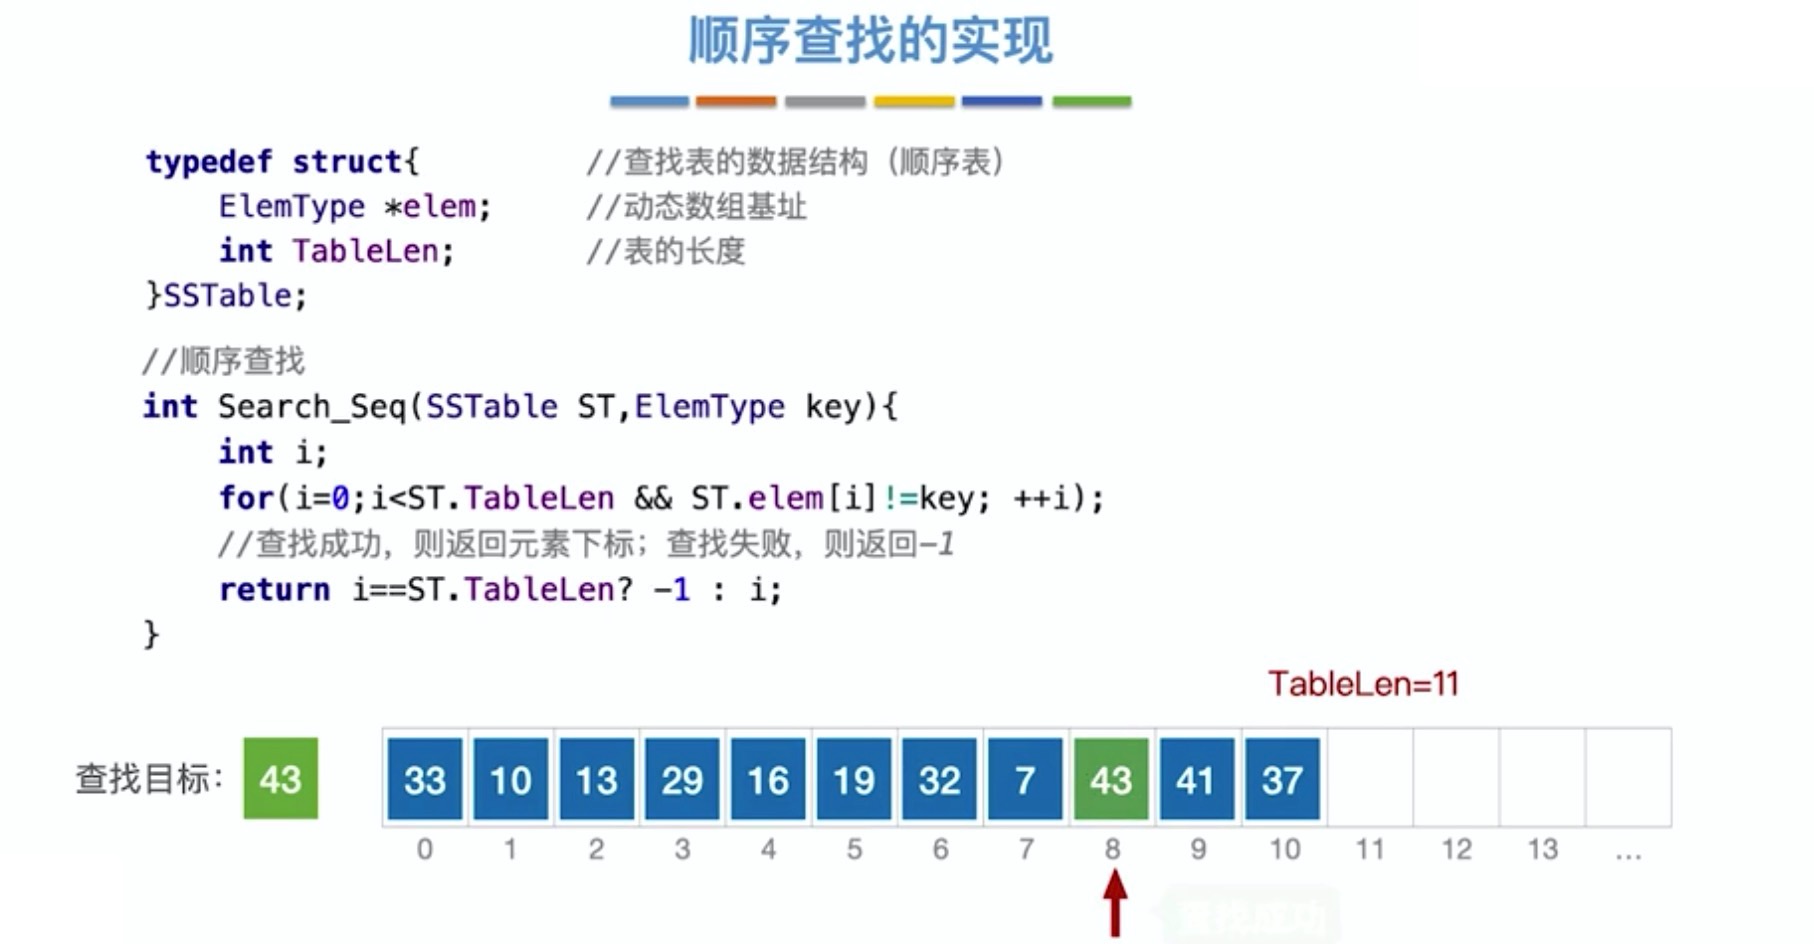 顺序查找的实现
typedef struct{ //查找表的数据结构（顺序表）
ElemType *elem; //动态数组基址
int TableLen; //表的长度
}SSTable;
//顺序查找
int Search_Seq(SSTable ST,ElemType key){
int i;
for(i=0;i<ST.TableLen && ST.elem[i]!=key; ++i);
//查找成功，则返回元素下标；查找失败，则返回-1
return i==ST.TableLen? -1 : i;
}
TableLen=11
查找目标： 43 33 10 13 29 16 19 32 7 43 41 37
0 1 2 3 4 5 6 7 8 9 10 11 12 13 ...
查找成功